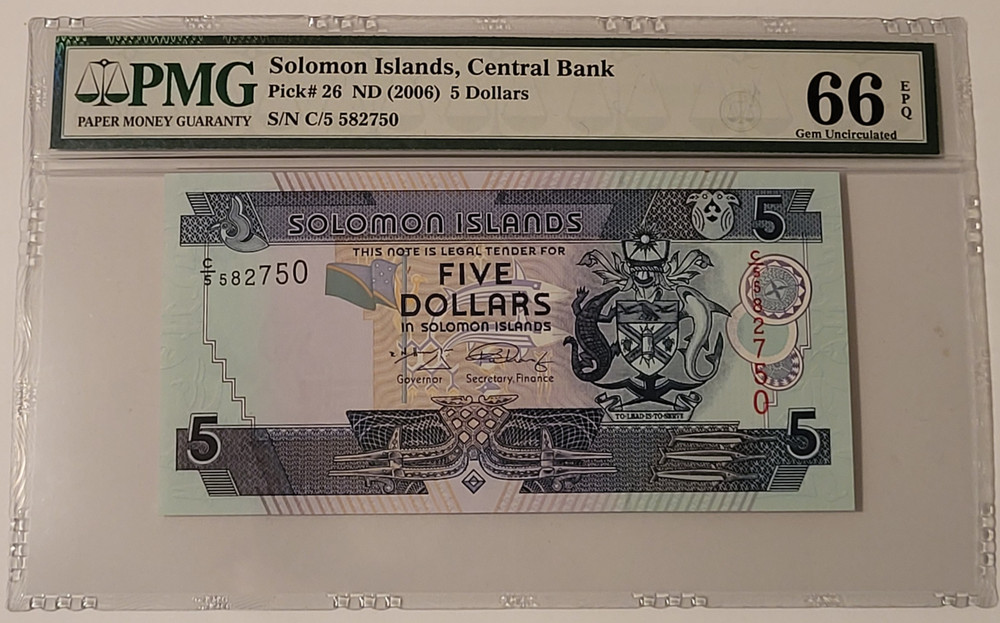 PMG
PAPER MONEY GUARANTY
Solomon Islands, Central Bank
Pick# 26 ND (2006) 5 Dollars
S/N C/5 582750
66
EPQ
Gem Uncirculated
SOLOMON ISLANDS
5
THIS NOTE IS LEGAL TENDER FOR
C/5 582750
FIVE
DOLLARS
IN SOLOMON ISLANDS
Governor Secretary, Finance
C/5 582750
TO·LEAD·IS·TO·SERVE
5
5